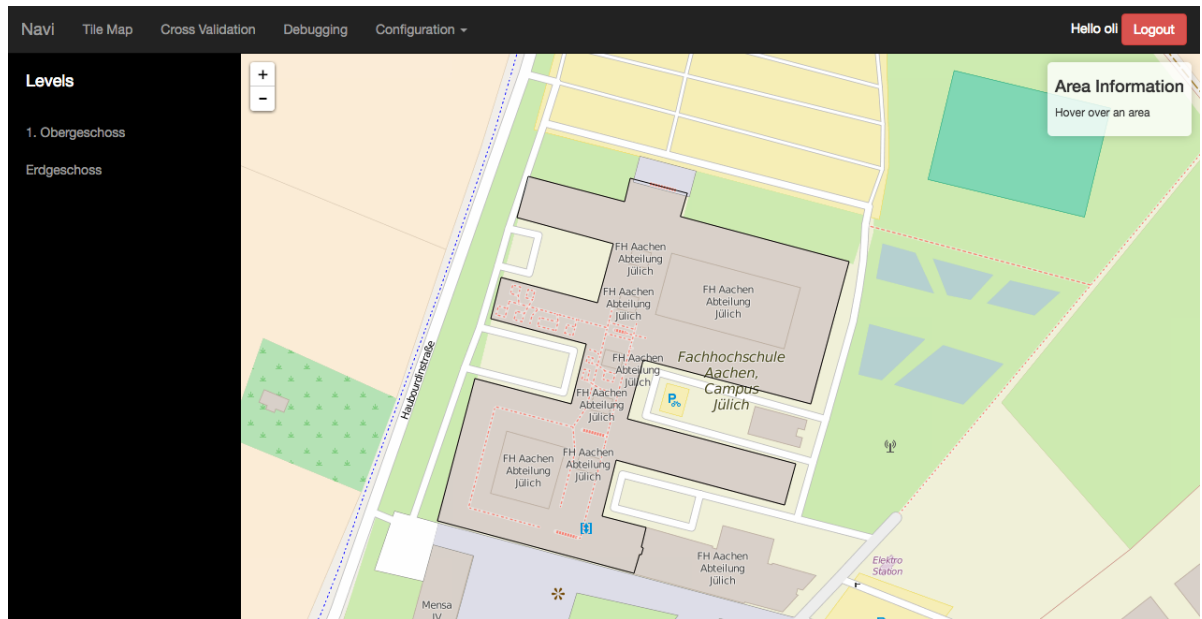 Navi Tile Map Cross Validation Debugging Configuration Hello oli Logout
Levels
1. Obergeschoss
Erdgeschoss
+
-
Area Information
Hover over an area
FH Aachen
Abteilung
Jülich
FH Aachen
Abteilung
Jülich
FH Aachen
Abteilung
Jülich
FH Aachen
Abteilung
Jülich
Fachhochschule
Aachen,
Campus
Jülich
Haubourdinstraße
P
FH Aachen
Abteilung
Jülich
FH Aachen
Abteilung
Jülich
FH Aachen
Abteilung
Jülich
FH Aachen
Abteilung
Jülich
Elektro
Station
P
Mensa
IV